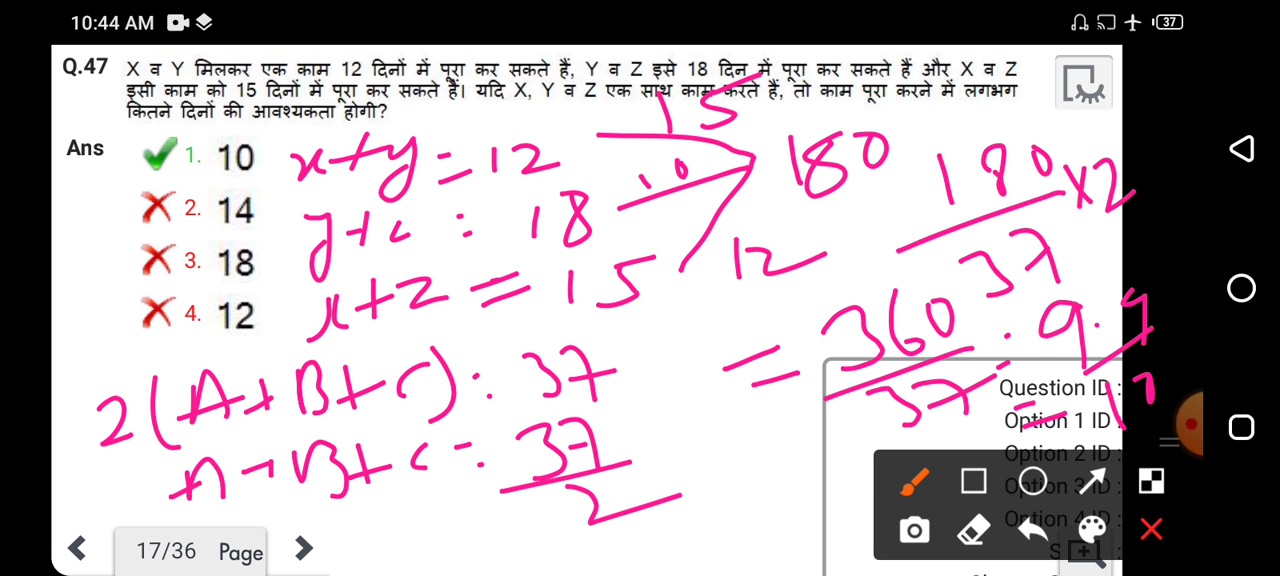 10:44 AM
37
Q.47 X व Y मिलकर एक काम 12 दिनों में पूरा कर सकते हैं, Y व Z इसे 18 दिन में पूरा कर सकते हैं और X व Z
इसी काम को 15 दिनों में पूरा कर सकते हैं। यदि X, Y व Z एक साथ काम करते हैं, तो काम पूरा करने में लगभग
कितने दिनों की आवश्यकता होगी?
Ans
1. 10
2. 14
3. 18
4. 12
x+y=12
y+z : 18
x+z=15
15
10
12
180
180 x2
37
= 360 : 9.7
37 = 10
2(A+B+C): 37
A+B+C = 37
2
Question ID :
Option 1 ID :
Option 2 ID :
Option 3 ID :
Option 4 ID :
S :
17/36 Page